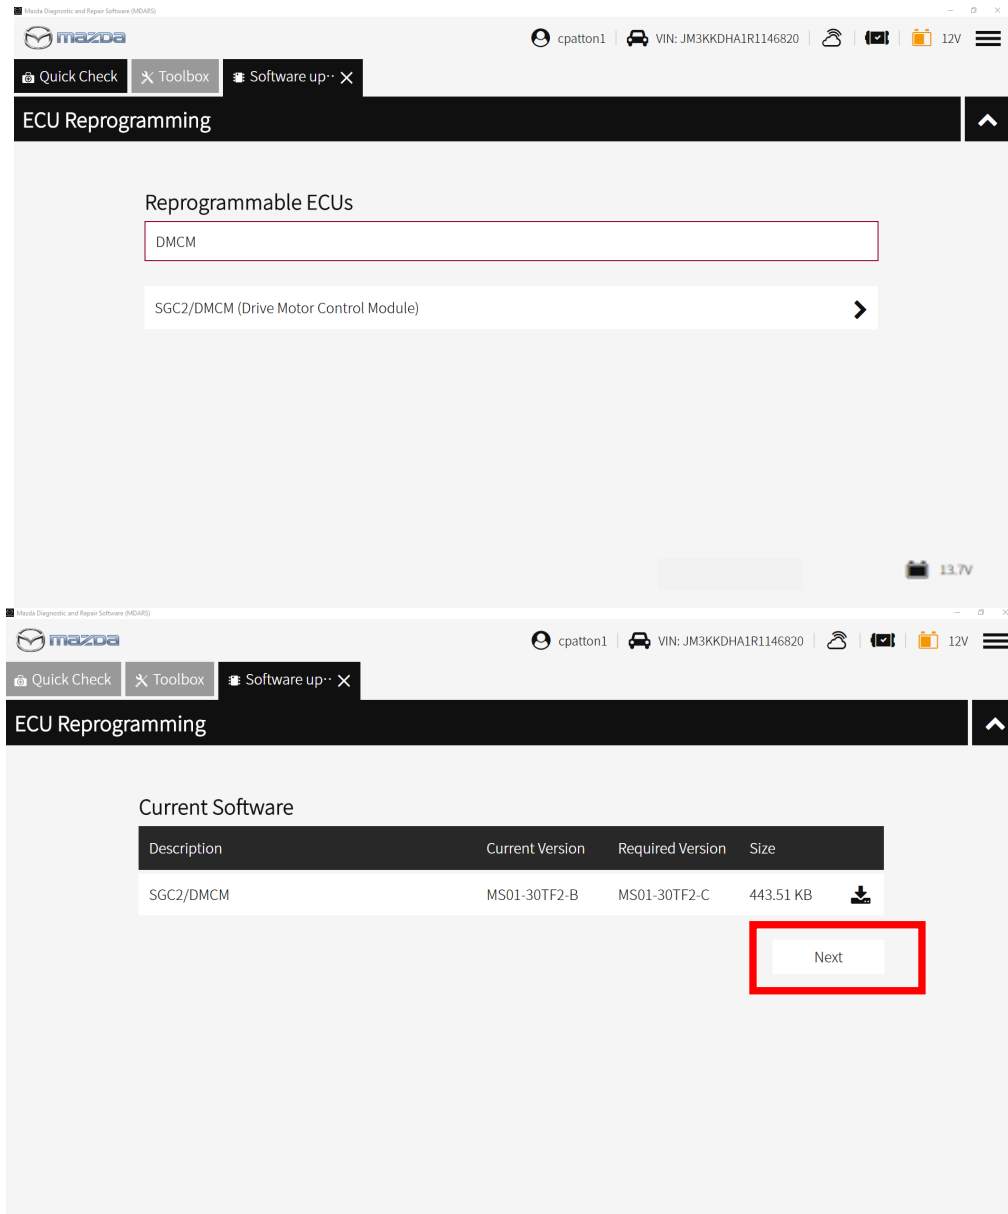 Mazda Diagnostic and Repair Software (MDARS)
mazda cpatton1 VIN: JM3KKDHA1R1146820 12V
Quick Check Toolbox Software up··
ECU Reprogramming
Reprogrammable ECUs
DMCM
SGC2/DMCM (Drive Motor Control Module)
13.7V
Mazda Diagnostic and Repair Software (MDARS)
mazda cpatton1 VIN: JM3KKDHA1R1146820 12V
Quick Check Toolbox Software up··
ECU Reprogramming
Current Software
Description Current Version Required Version Size
SGC2/DMCM MS01-30TF2-B MS01-30TF2-C 443.51 KB
Next